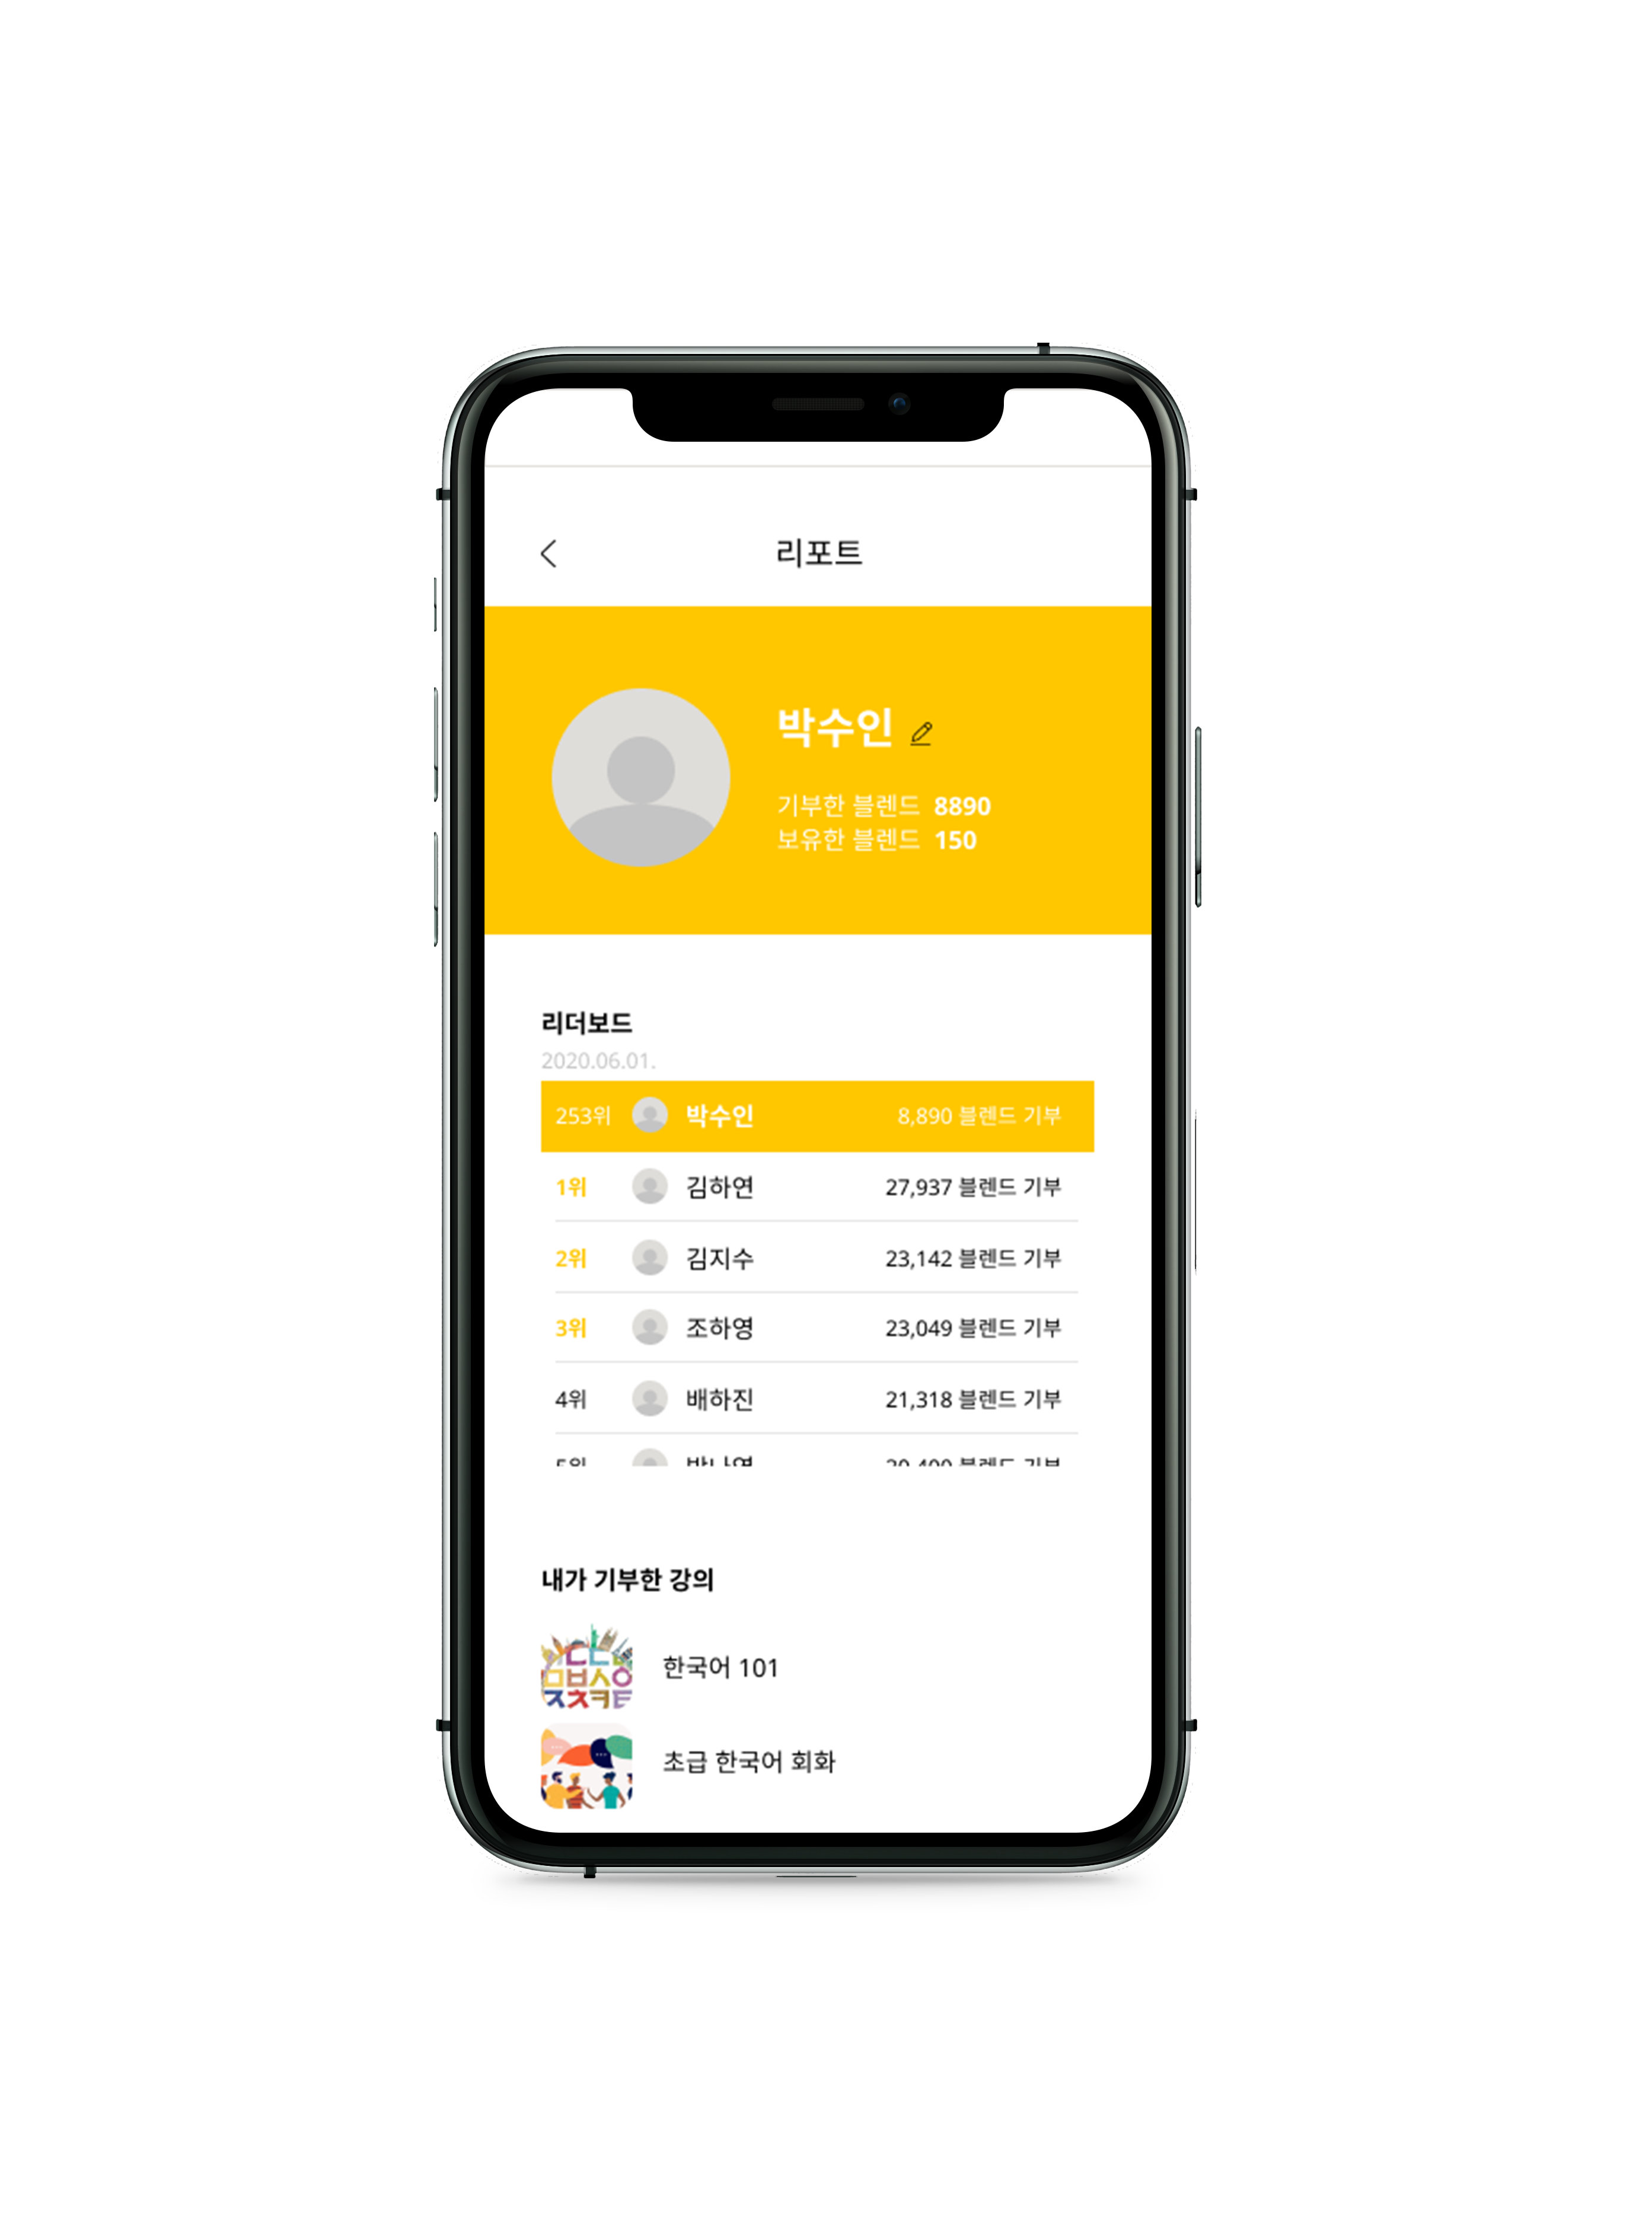 리포트
박수인
기부한 블렌드 8890
보유한 블렌드 150
리더보드
2020.06.01.
253위 박수인 8,890 블렌드 기부
1위 김하연 27,937 블렌드 기부
2위 김지수 23,142 블렌드 기부
3위 조하영 23,049 블렌드 기부
4위 배하진 21,318 블렌드 기부
내가 기부한 강의
한국어 101
초급 한국어 회화